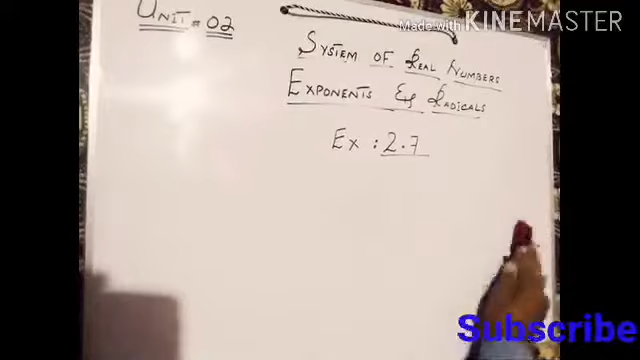 UNIT = 02
SYSTEM OF REAL NUMBERS
EXPONENTS & RADICALS
Ex : 2.7
Made with KINEMASTER
Subscribe